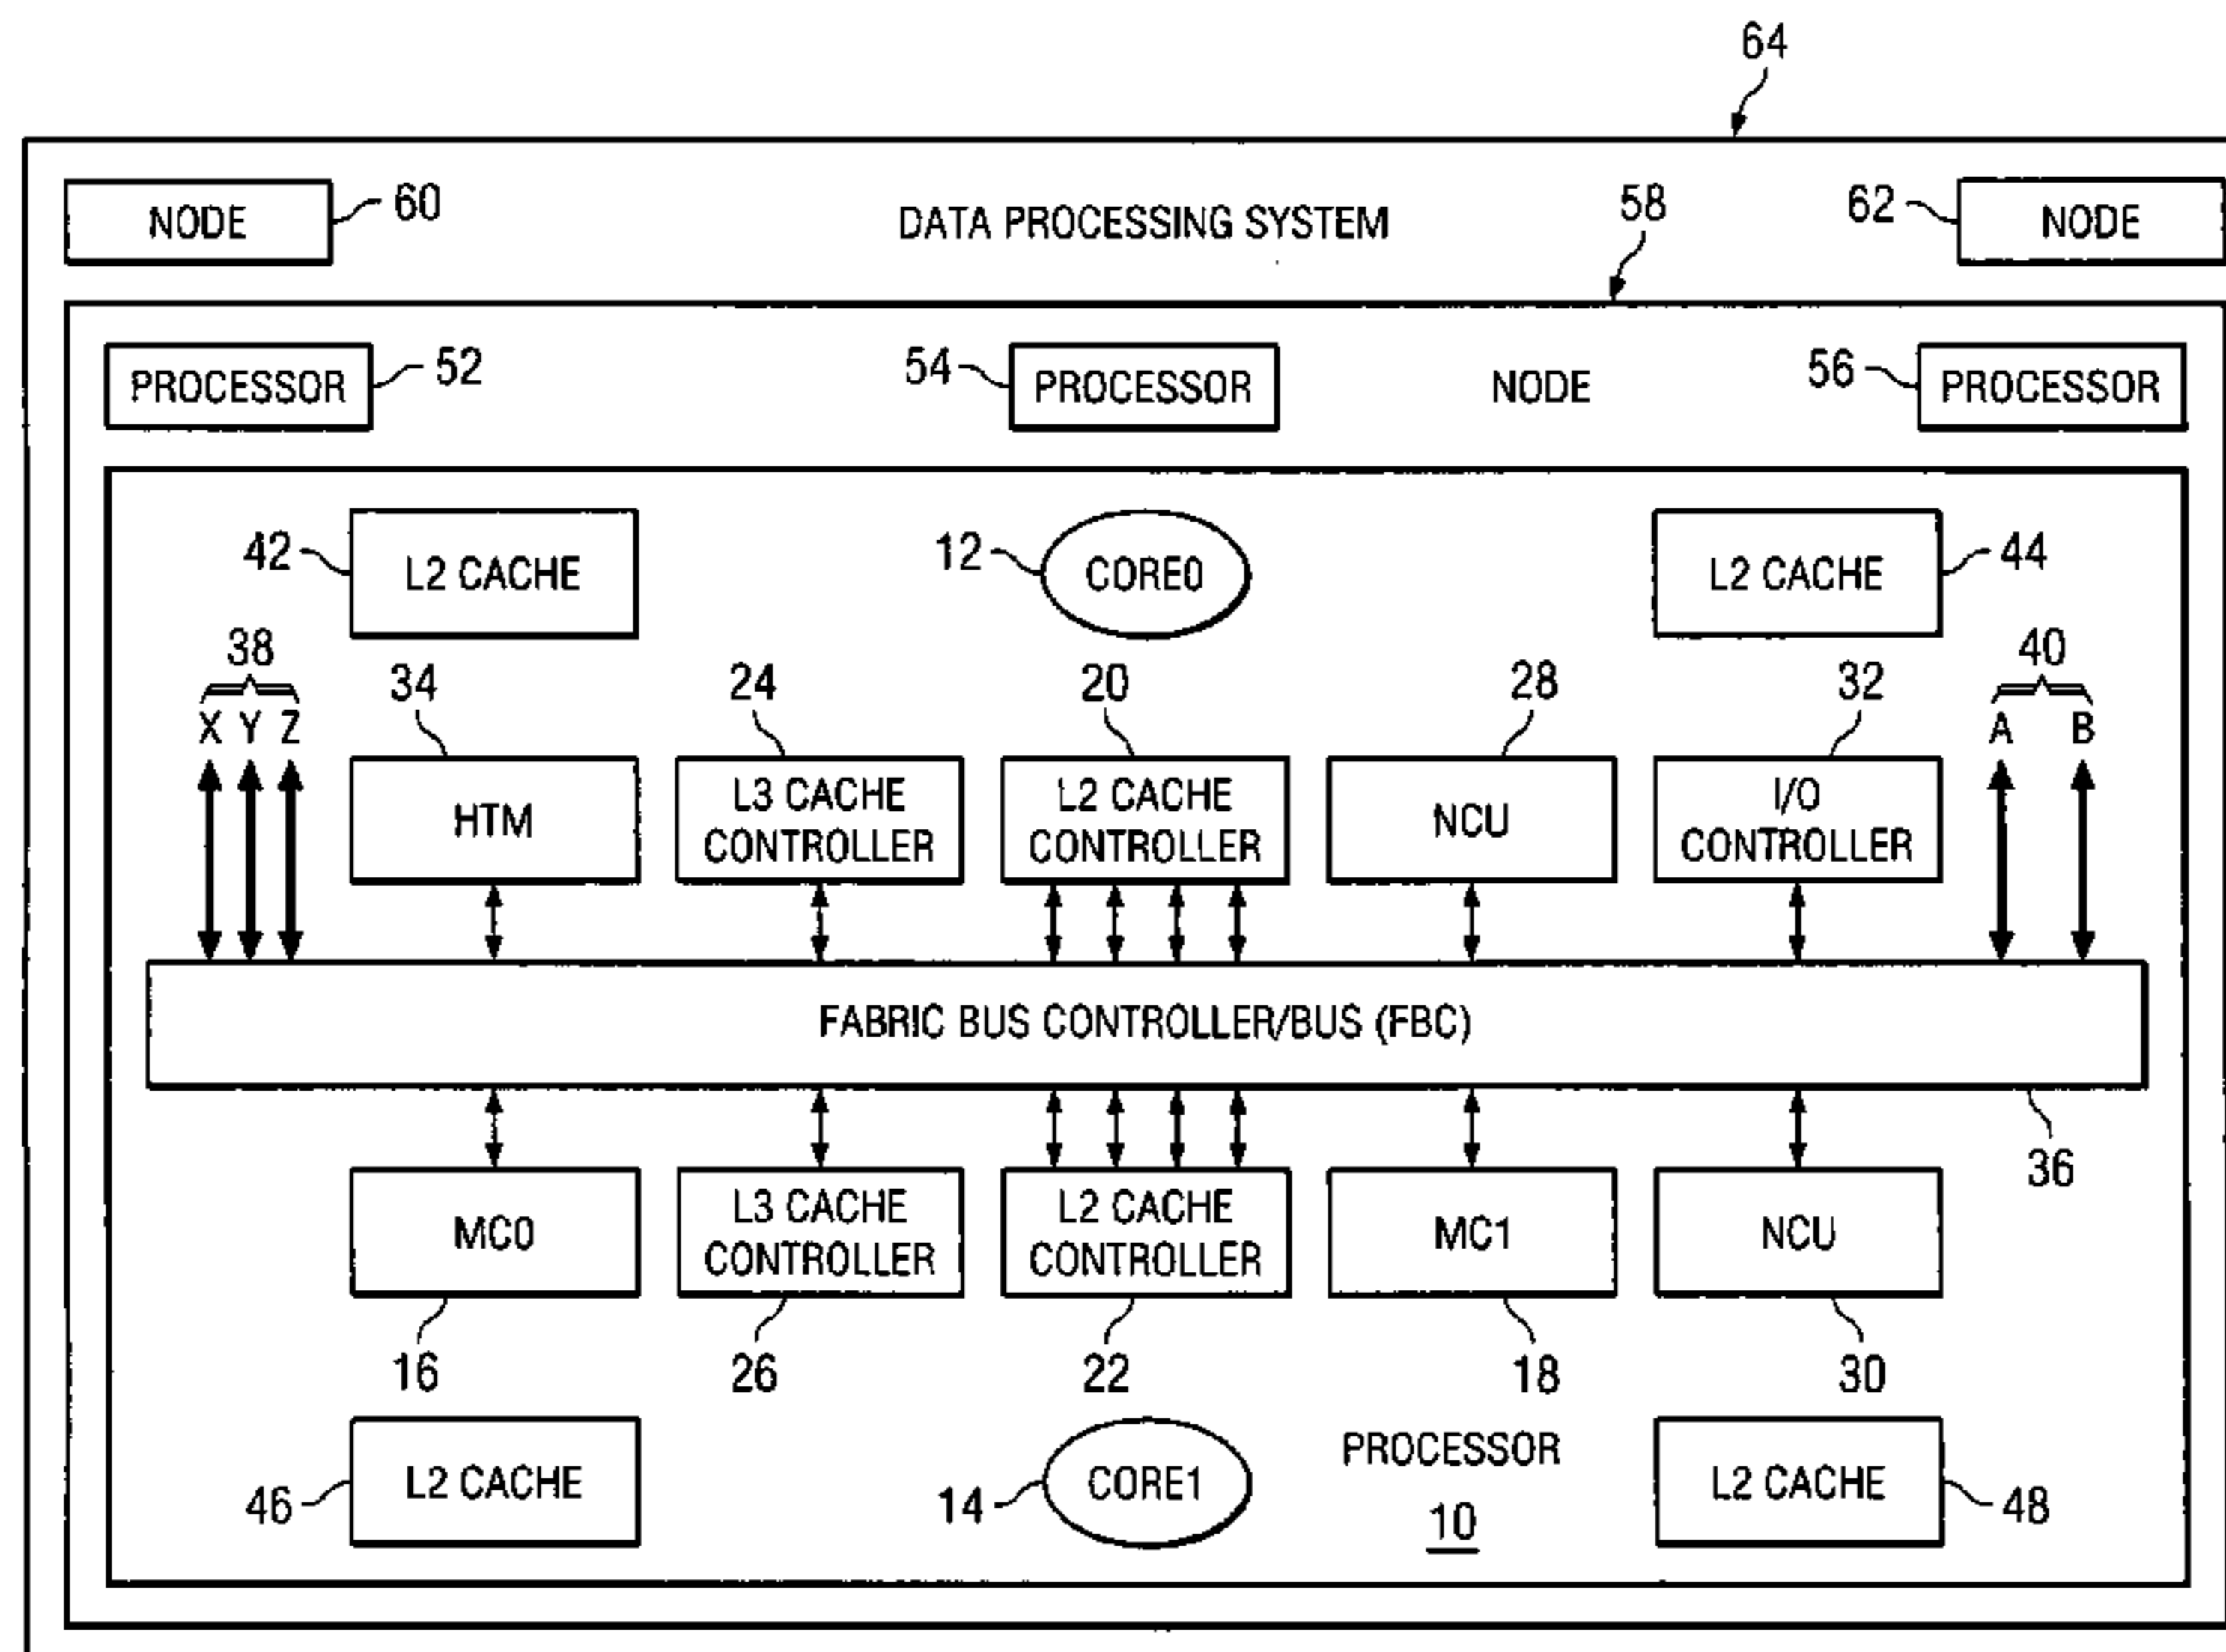 64
NODE
60
DATA PROCESSING SYSTEM
58
62
NODE
PROCESSOR
52
54
PROCESSOR
NODE
56
PROCESSOR
42
L2 CACHE
12
CORE0
L2 CACHE
44
38
X Y Z
34
24
20
28
32
40
A B
HTM
L3 CACHE
CONTROLLER
L2 CACHE
CONTROLLER
NCU
I/O
CONTROLLER
FABRIC BUS CONTROLLER/BUS (FBC)
36
MC0
L3 CACHE
CONTROLLER
L2 CACHE
CONTROLLER
MC1
NCU
16
26
22
18
30
46
L2 CACHE
14
CORE1
PROCESSOR
10
L2 CACHE
48